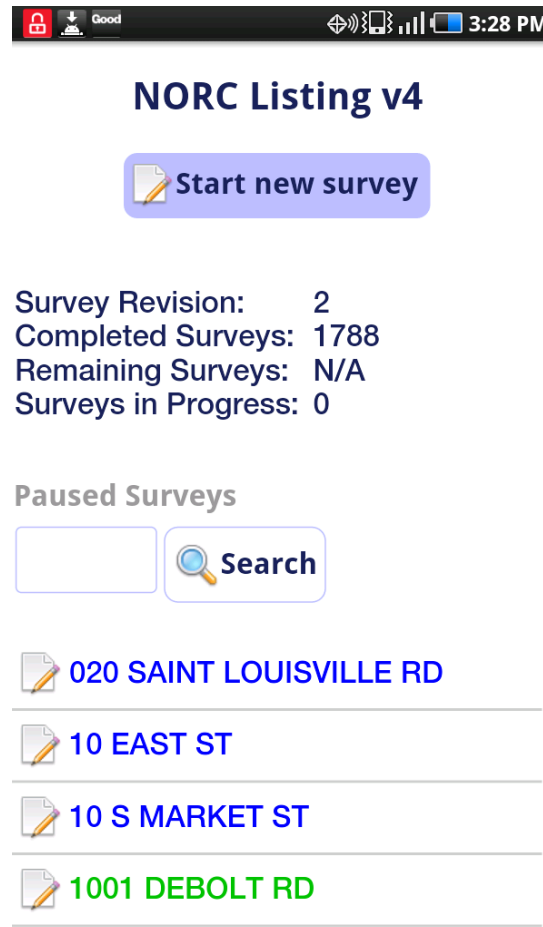 Good 3:28 PM
NORC Listing v4
Start new survey
Survey Revision: 2
Completed Surveys: 1788
Remaining Surveys: N/A
Surveys in Progress: 0
Paused Surveys
Search
020 SAINT LOUISVILLE RD
10 EAST ST
10 S MARKET ST
1001 DEBOLT RD